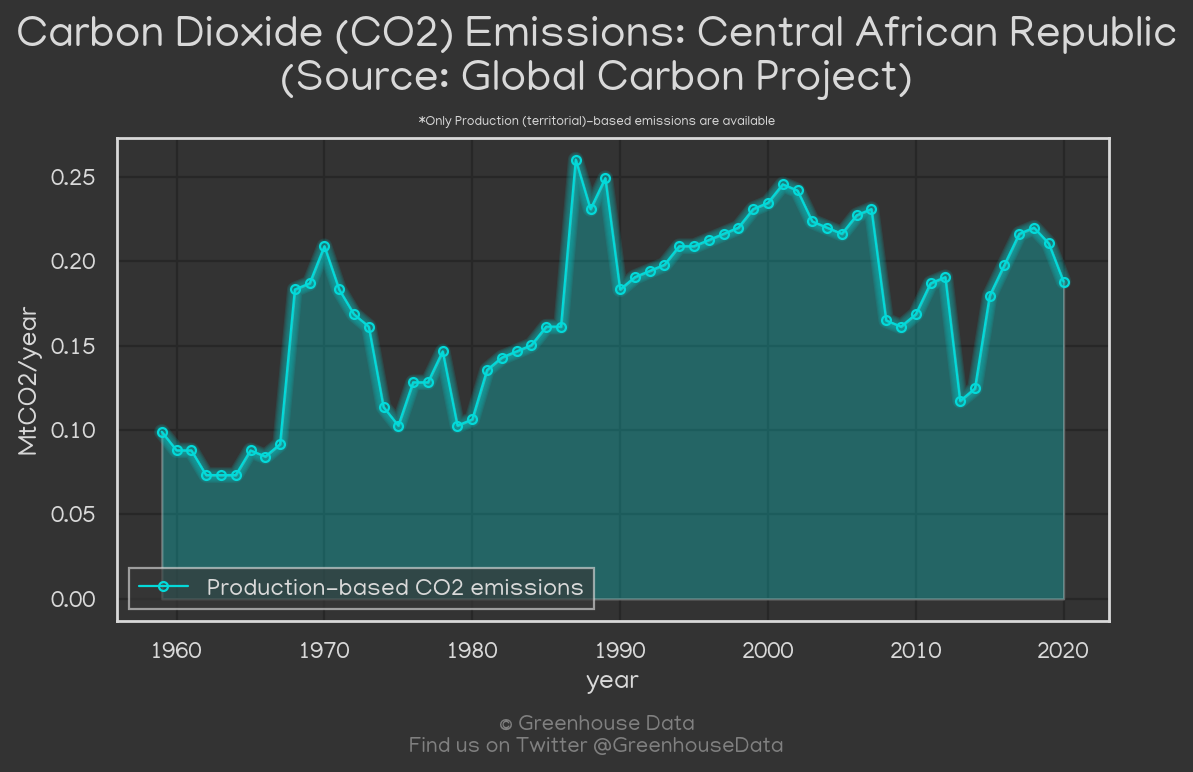 Carbon Dioxide (CO2) Emissions: Central African Republic
(Source: Global Carbon Project)
*Only Production (territorial)-based emissions are available
0.25
0.20
0.15
0.10
0.05
0.00
MtCO2/year
Production-based CO2 emissions
1960 1970 1980 1990 2000 2010 2020
year
© Greenhouse Data
Find us on Twitter @GreenhouseData